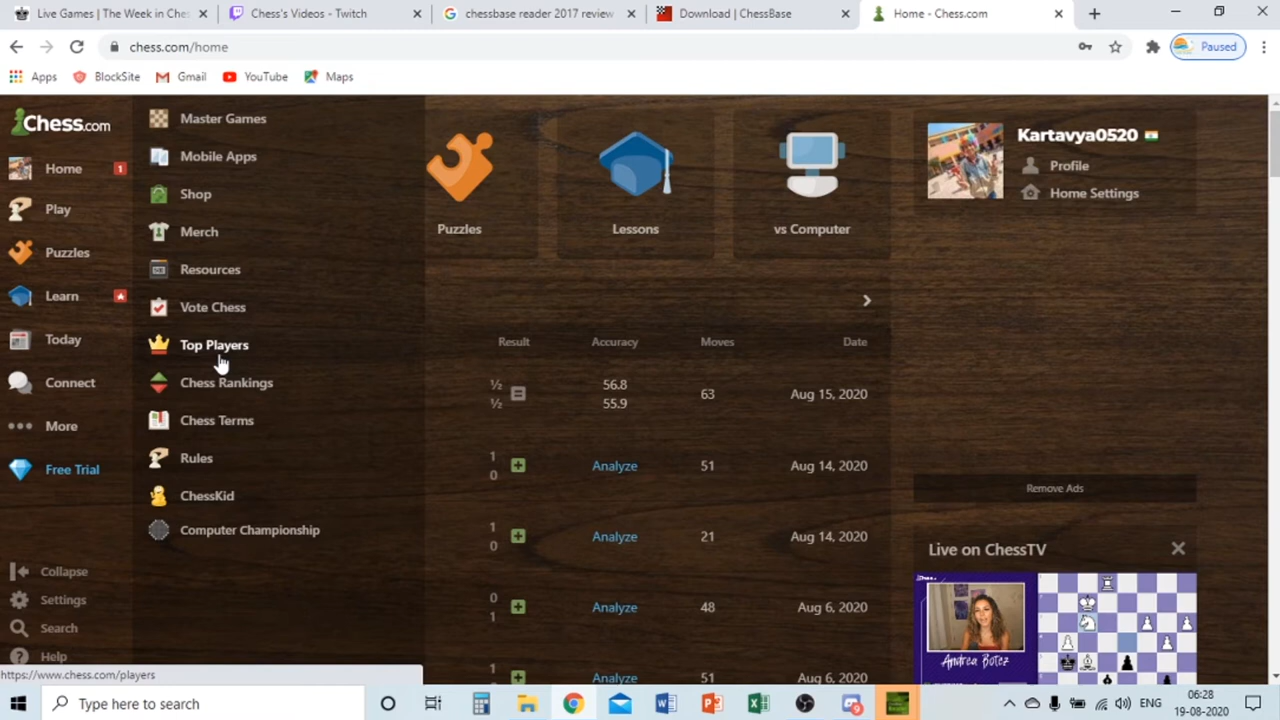 Live Games | The Week in Ches
Chess's Videos - Twitch
chessbase reader 2017 review
Download | ChessBase
Home - Chess.com
chess.com/home
Paused
Apps
BlockSite
Gmail
YouTube
Maps
Chess.com
Home
1
Play
Puzzles
Learn
Today
Connect
More
Free Trial
Collapse
Settings
Search
Help
Master Games
Mobile Apps
Shop
Merch
Resources
Vote Chess
Top Players
Chess Rankings
Chess Terms
Rules
ChessKid
Computer Championship
Puzzles
Lessons
vs Computer
Result Accuracy Moves Date
½ 56.8 63 Aug 15, 2020
½ 55.9
1 Analyze 51 Aug 14, 2020
0
1 Analyze 21 Aug 14, 2020
0
0 Analyze 48 Aug 6, 2020
1
1 Analyze 51 Aug 5, 2020
Kartavya0520
Profile
Home Settings
Remove Ads
Live on ChessTV
Andrea Botez
https://www.chess.com/players
Type here to search
9
ENG
06:28
19-08-2020